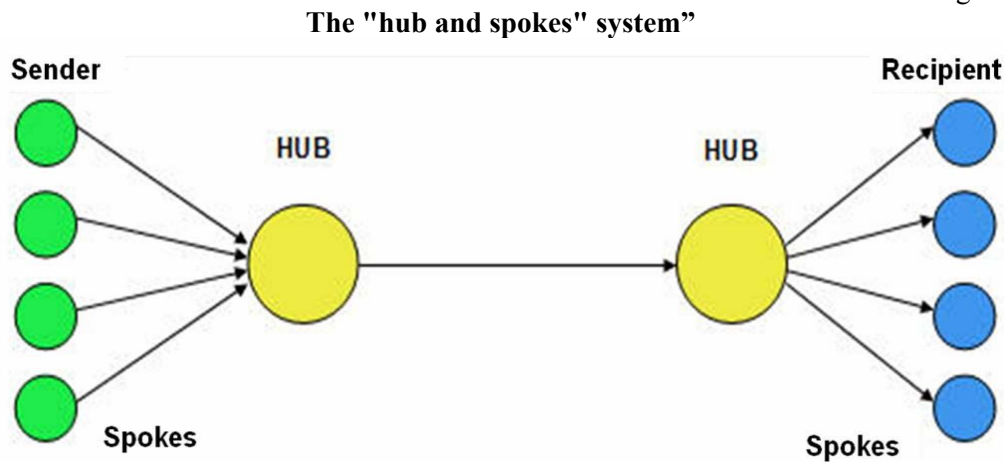 The "hub and spokes" system”
Sender
Recipient
HUB
HUB
Spokes
Spokes